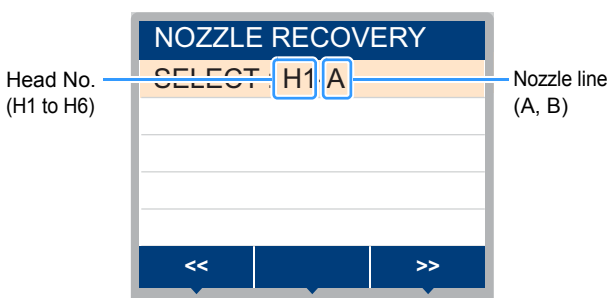 NOZZLE RECOVERY
Head No.
(H1 to H6)
SELECT : H1 A
Nozzle line
(A, B)
<< >>